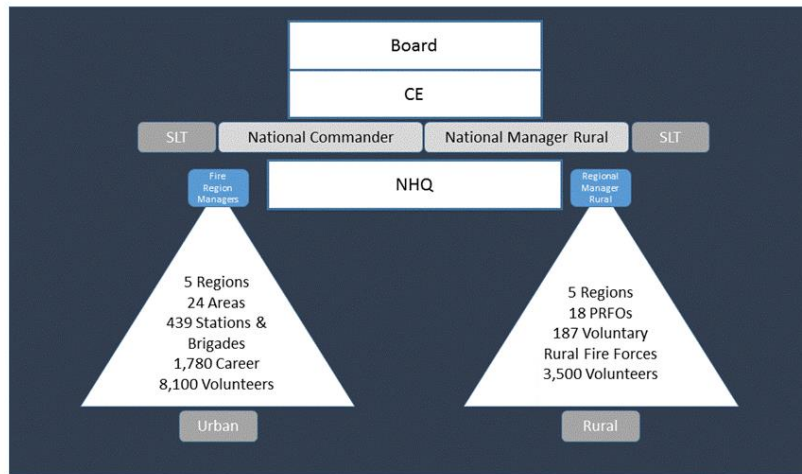 Board
CE
SLT
National Commander
National Manager Rural
SLT
Fire
Region
Managers
NHQ
Regional
Manager
Rural
5 Regions
24 Areas
439 Stations &
Brigades
1,780 Career
8,100 Volunteers
5 Regions
18 PRFOs
187 Voluntary
Rural Fire Forces
3,500 Volunteers
Urban
Rural